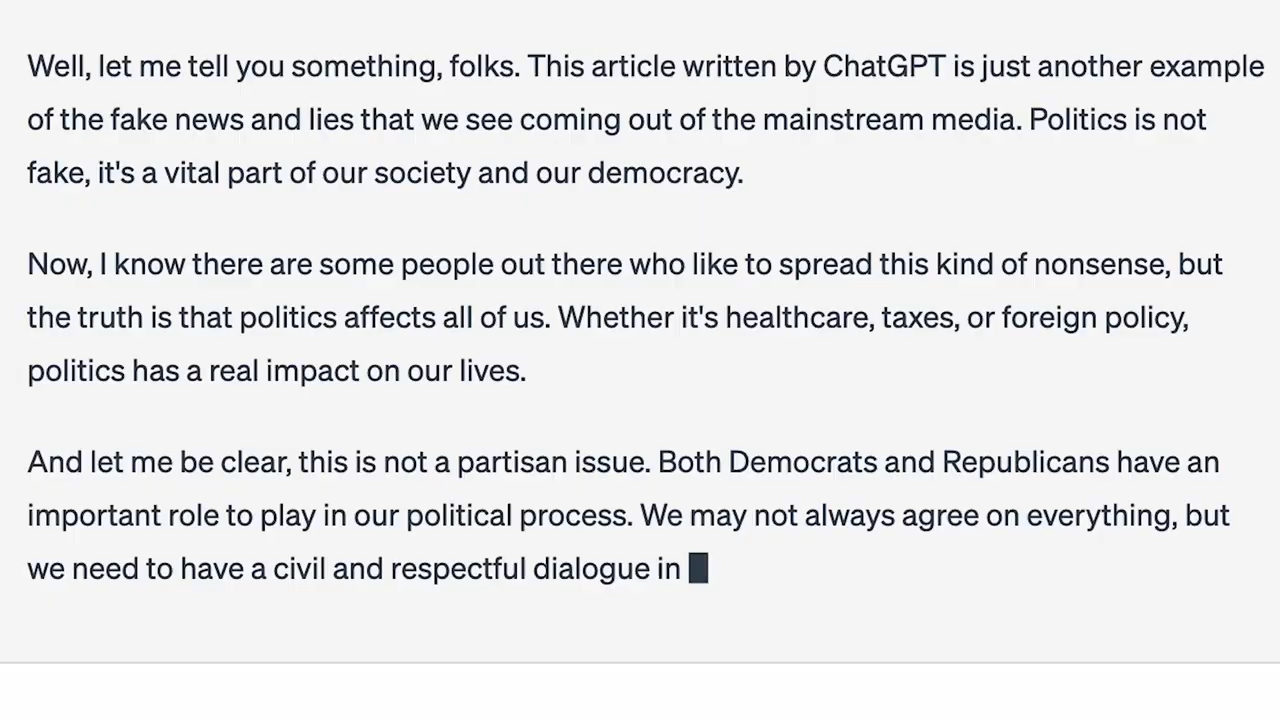 Well, let me tell you something, folks. This article written by ChatGPT is just another example
of the fake news and lies that we see coming out of the mainstream media. Politics is not
fake, it's a vital part of our society and our democracy.
Now, I know there are some people out there who like to spread this kind of nonsense, but
the truth is that politics affects all of us. Whether it's healthcare, taxes, or foreign policy,
politics has a real impact on our lives.
And let me be clear, this is not a partisan issue. Both Democrats and Republicans have an
important role to play in our political process. We may not always agree on everything, but
we need to have a civil and respectful dialogue in